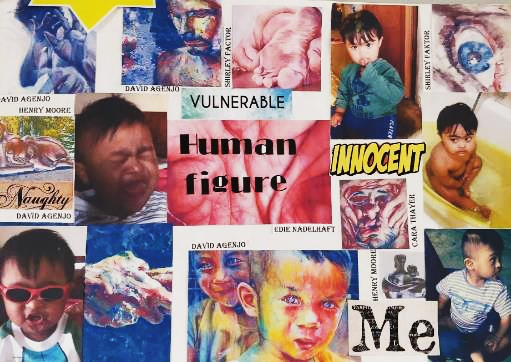 DAVID AGENJO
SHIRLEY FACTOR
SHIRLEY FAKTOR
DAVID AGENJO
HENRY MOORE
VULNERABLE
Human
figure
INNOCENT
Naughty
DAVID AGENJO
EDIE NADELHAFT
CARA THAYER
DAVID AGENJO
HENRY MOORE
Me